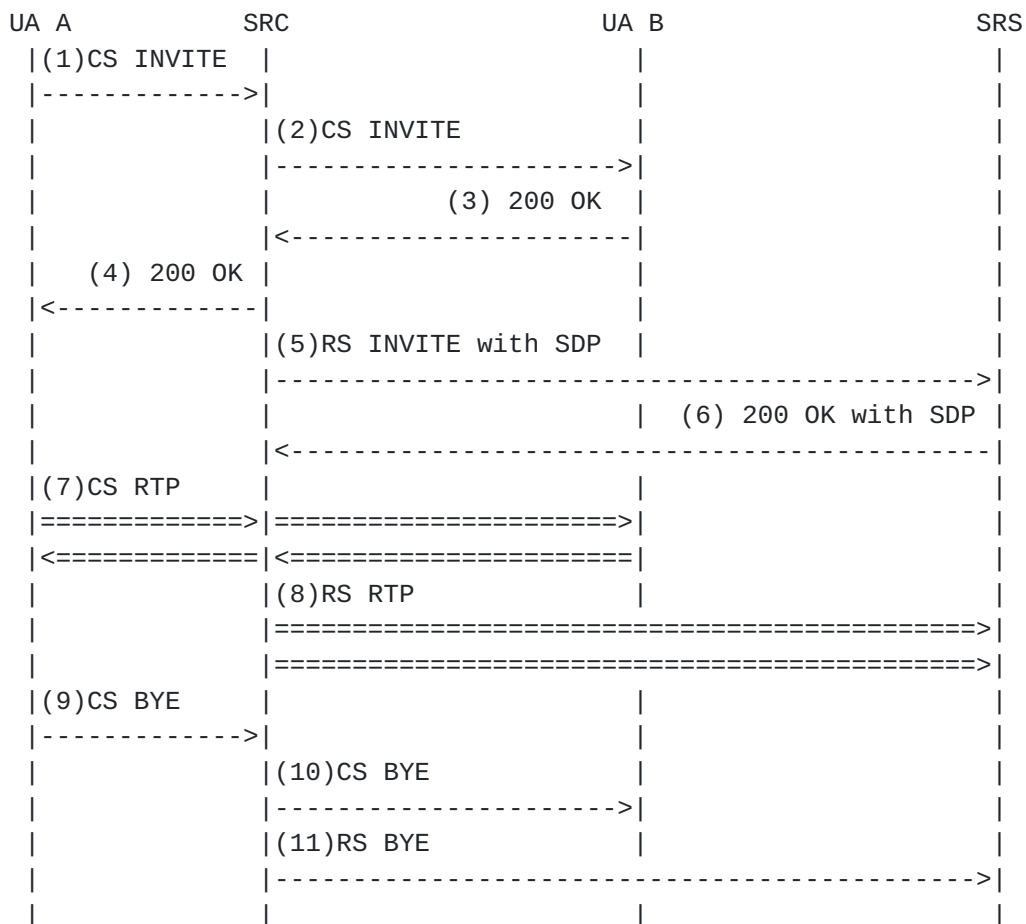 UA A SRC UA B SRS
(1)CS INVITE
(2)CS INVITE
(3) 200 OK
(4) 200 OK
(5)RS INVITE with SDP
(6) 200 OK with SDP
(7)CS RTP
(8)RS RTP
(9)CS BYE
(10)CS BYE
(11)RS BYE